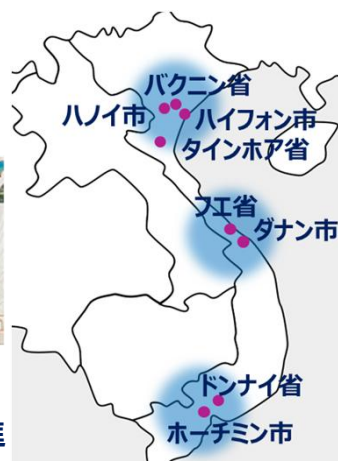 バクニン省
ハノイ市
ハイフォン市
タインホア省
フエ省
ダナン市
ドンナイ省
ホーチミン市